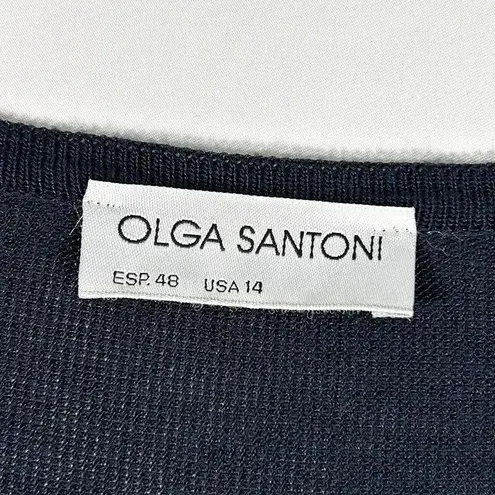 OLGA SANTONI
ESP. 48 USA 14